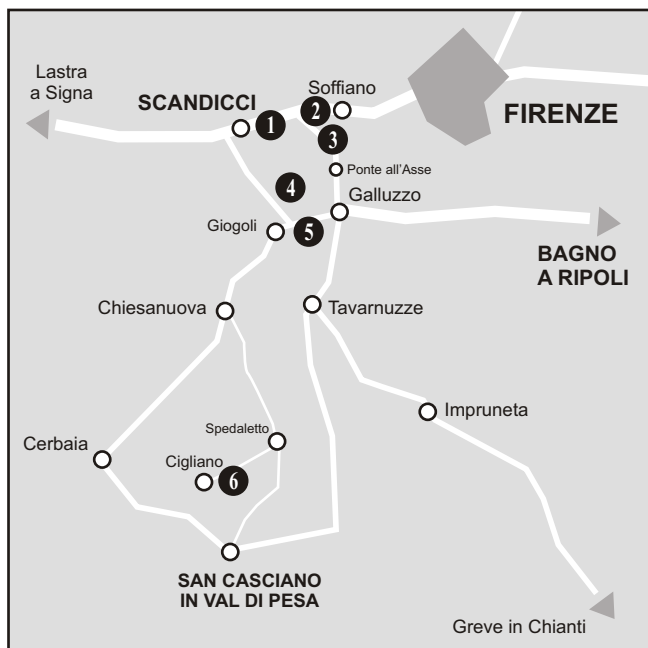 Lastra
a Signa
SCANDICCI
Soffiano
FIRENZE
1
2
3
Ponte all'Asse
4
Galluzzo
Giogoli
5
BAGNO
A RIPOLI
Chiesanuova
Tavarnuzze
Impruneta
Spedaletto
Cerbaia
Cigliano
6
SAN CASCIANO
IN VAL DI PESA
Greve in Chianti